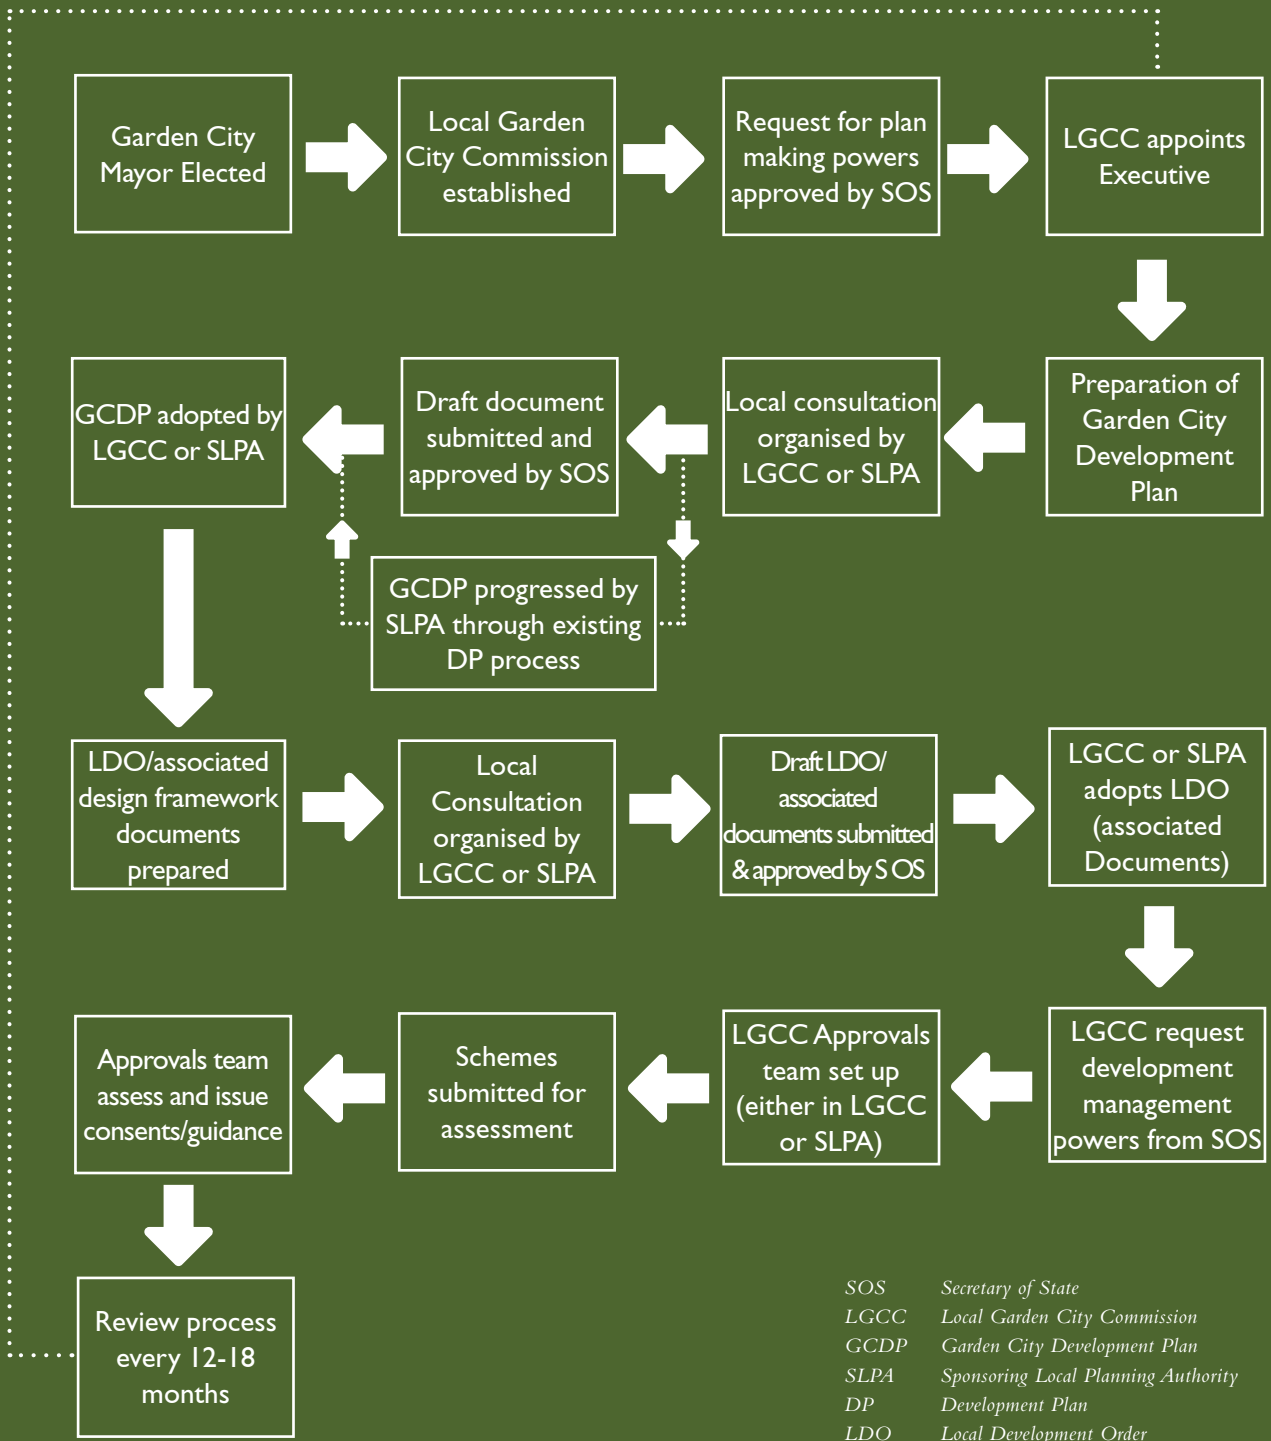 Garden City
Mayor Elected
Local Garden
City Commission
established
Request for plan
making powers
approved by SOS
LGCC appoints
Executive
Preparation of
Garden City
Development
Plan
Local consultation
organised by
LGCC or SLPA
Draft document
submitted and
approved by SOS
GCDP adopted by
LGCC or SLPA
GCDP progressed by
SLPA through existing
DP process
LDO/associated
design framework
documents
prepared
Local
Consultation
organised by
LGCC or SLPA
Draft LDO/
associated
documents submitted
& approved by S OS
LGCC or SLPA
adopts LDO
(associated
Documents)
LGCC request
development
management
powers from SOS
LGCC Approvals
team set up
(either in LGCC
or SLPA)
Schemes
submitted for
assessment
Approvals team
assess and issue
consents/guidance
Review process
every 12-18
months
SOS Secretary of State
LGCC Local Garden City Commission
GCDP Garden City Development Plan
SLPA Sponsoring Local Planning Authority
DP Development Plan
LDO Local Development Order